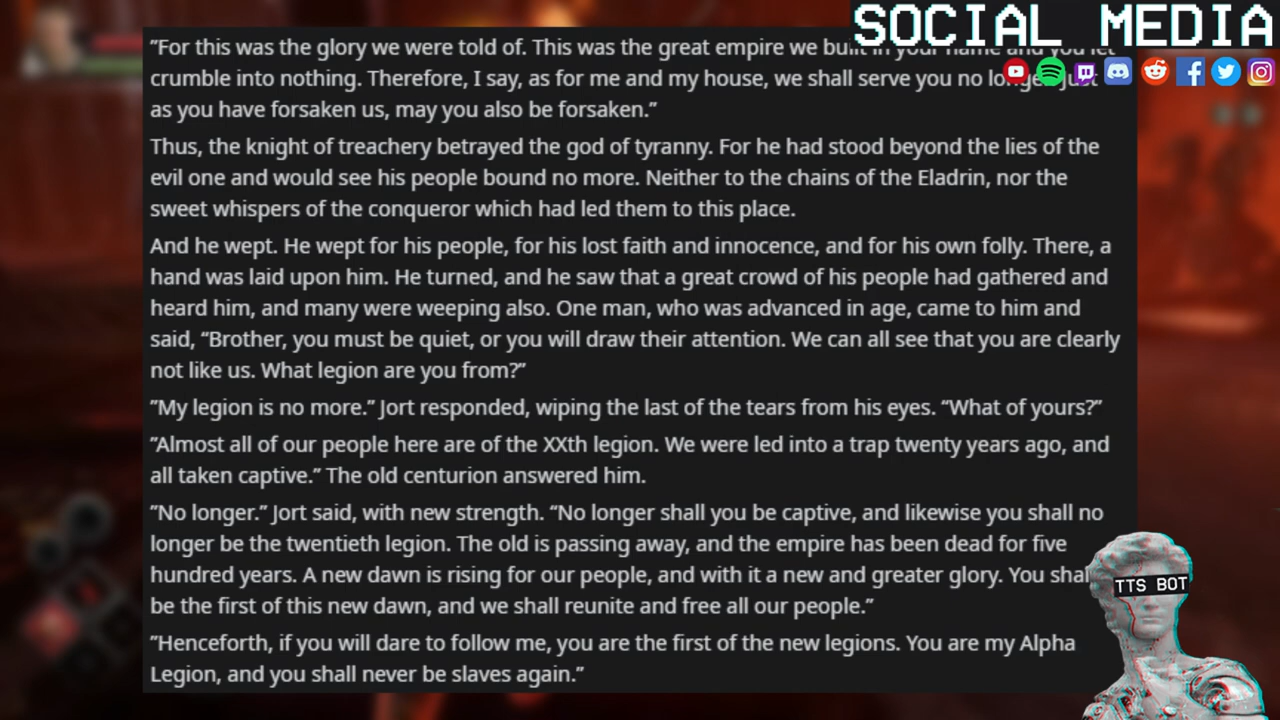 SOCIAL MEDIA
"For this was the glory we were told of. This was the great empire we built in your name and you let
crumble into nothing. Therefore, I say, as for me and my house, we shall serve you no longer just
as you have forsaken us, may you also be forsaken."
Thus, the knight of treachery betrayed the god of tyranny. For he had stood beyond the lies of the
evil one and would see his people bound no more. Neither to the chains of the Eladrin, nor the
sweet whispers of the conqueror which had led them to this place.
And he wept. He wept for his people, for his lost faith and innocence, and for his own folly. There, a
hand was laid upon him. He turned, and he saw that a great crowd of his people had gathered and
heard him, and many were weeping also. One man, who was advanced in age, came to him and
said, "Brother, you must be quiet, or you will draw their attention. We can all see that you are clearly
not like us. What legion are you from?"
"My legion is no more." Jort responded, wiping the last of the tears from his eyes. "What of yours?"
"Almost all of our people here are of the XXth legion. We were led into a trap twenty years ago, and
all taken captive." The old centurion answered him.
"No longer." Jort said, with new strength. "No longer shall you be captive, and likewise you shall no
longer be the twentieth legion. The old is passing away, and the empire has been dead for five
hundred years. A new dawn is rising for our people, and with it a new and greater glory. You shall
be the first of this new dawn, and we shall reunite and free all our people."
"Henceforth, if you will dare to follow me, you are the first of the new legions. You are my Alpha
Legion, and you shall never be slaves again."
TTS BOT